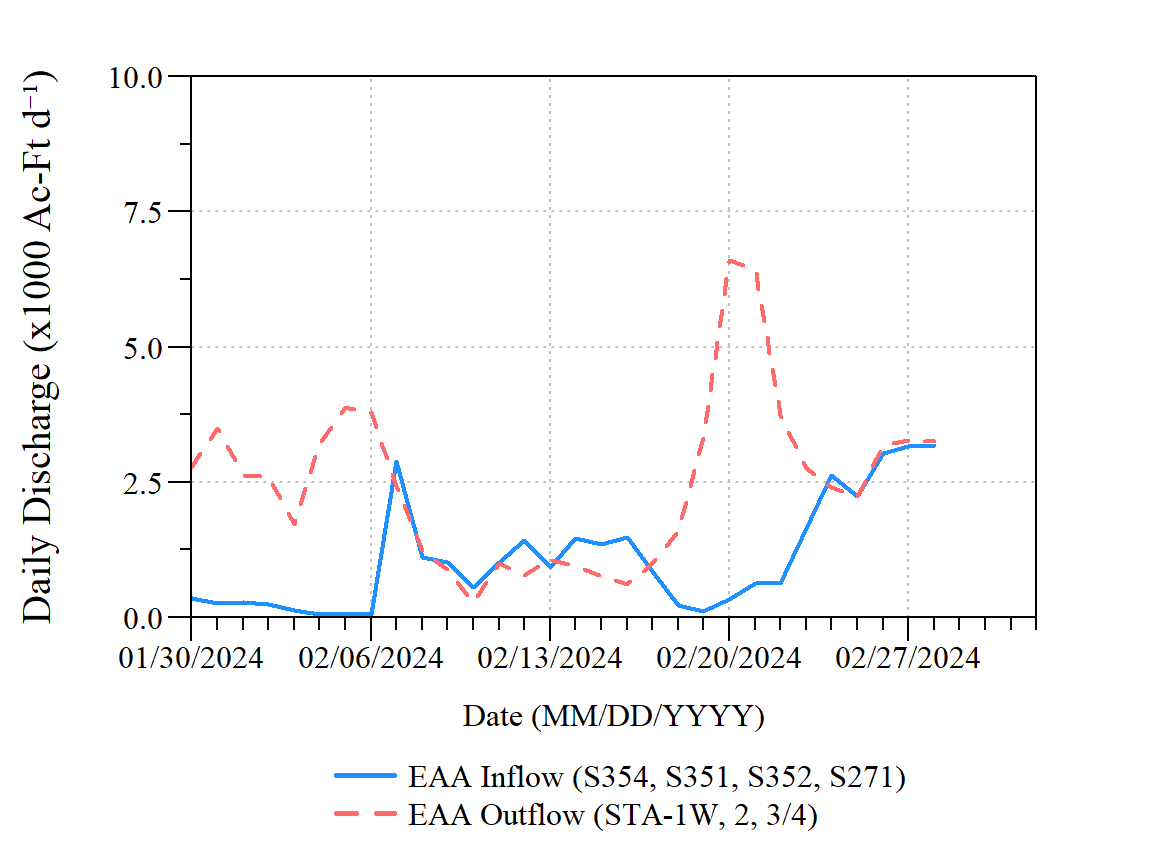 Daily Discharge (x1000 Ac-Ft d⁻¹)
10.0
7.5
5.0
2.5
0.0
01/30/2024 02/06/2024 02/13/2024 02/20/2024 02/27/2024
Date (MM/DD/YYYY)
EAA Inflow (S354, S351, S352, S271)
EAA Outflow (STA-1W, 2, 3/4)